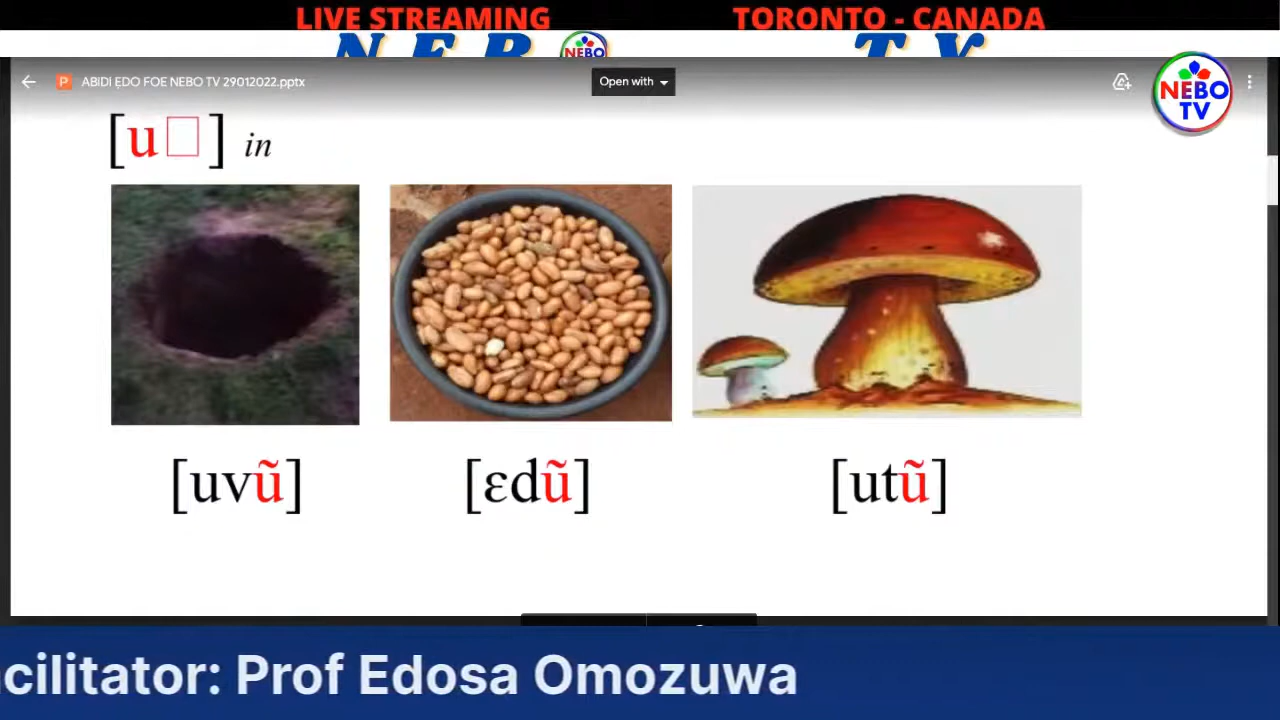 LIVE STREAMING TORONTO - CANADA
NEBO
ABIDI ẸDO FOE NEBO TV 29012022.pptx
Open with
NEBO
TV
[u□] in
[uvũ] [ɛdũ] [utũ]
cilitator: Prof Edosa Omozuwa